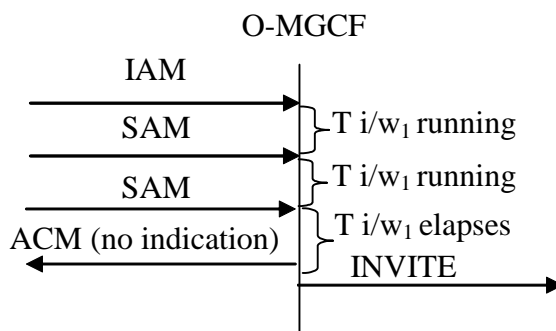 O-MGCF
IAM
T i/w₁ running
SAM
T i/w₁ running
SAM
T i/w₁ elapses
ACM (no indication)
INVITE